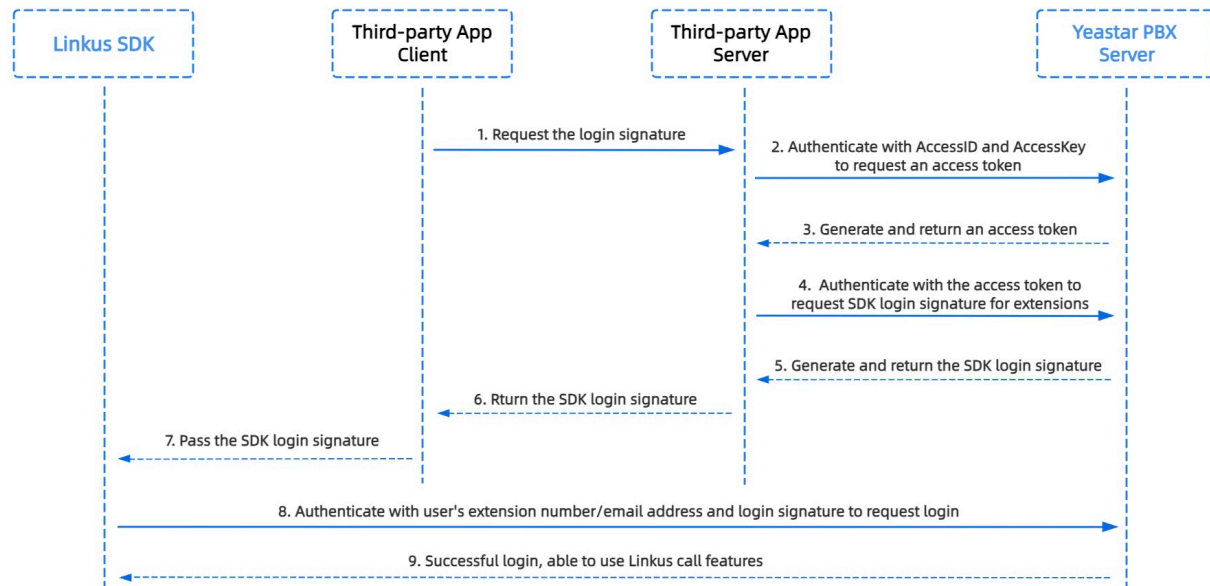 Linkus SDK
Third-party App
Client
Third-party App
Server
Yeastar PBX
Server
1. Request the login signature
2. Authenticate with AccessID and AccessKey
to request an access token
3. Generate and return an access token
4. Authenticate with the access token to
request SDK login signature for extensions
5. Generate and return the SDK login signature
6. Rturn the SDK login signature
7. Pass the SDK login signature
8. Authenticate with user's extension number/email address and login signature to request login
9. Successful login, able to use Linkus call features